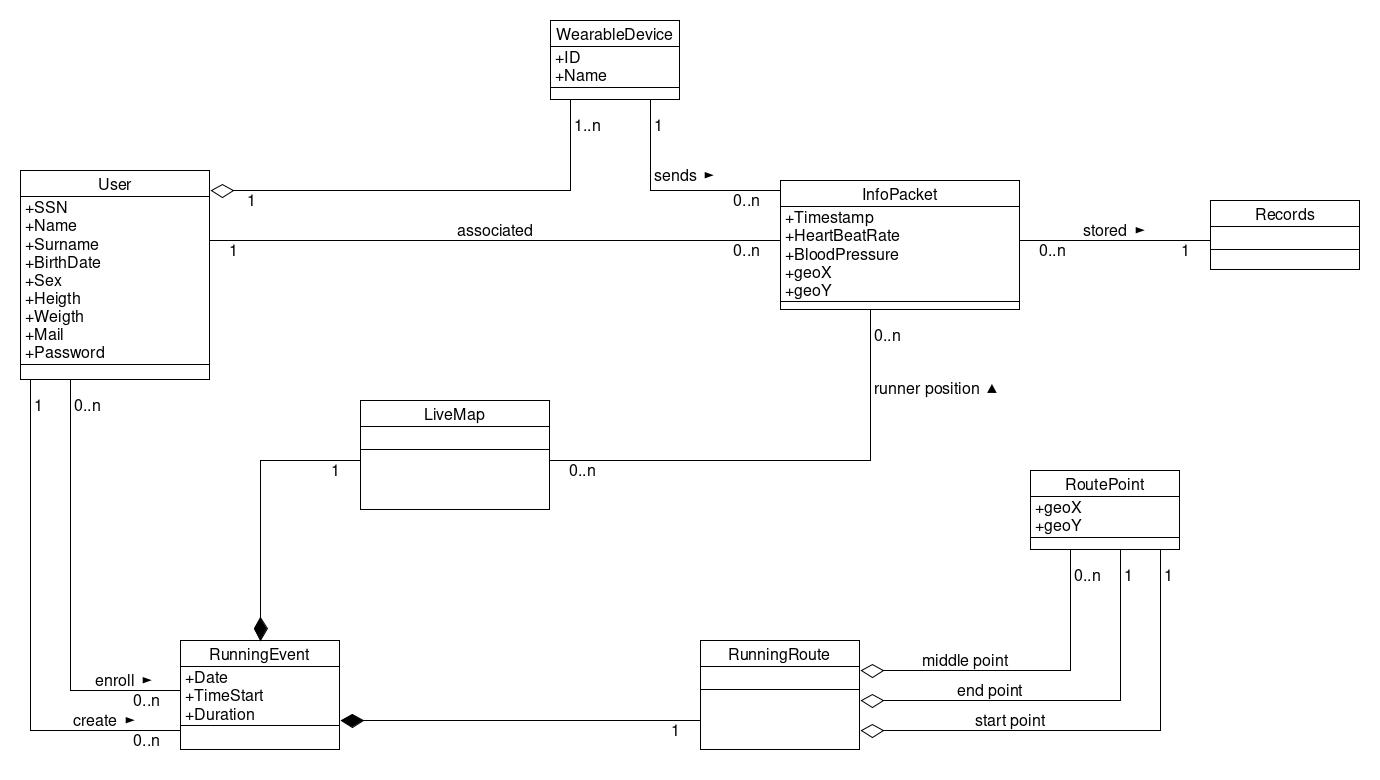 WearableDevice
+ID
+Name
1..n
1
sends ►
User
1
0..n
InfoPacket
+SSN
+Name
+Surname
+BirthDate
+Sex
+Heigth
+Weigth
+Mail
+Password
associated
1
0..n
+Timestamp
+HeartBeatRate
+BloodPressure
+geoX
+geoY
stored ►
0..n
1
Records
0..n
runner position ▲
1
0..n
LiveMap
1
0..n
RoutePoint
+geoX
+geoY
0..n
1
1
enroll ►
0..n
create ►
0..n
RunningEvent
+Date
+TimeStart
+Duration
1
RunningRoute
middle point
end point
start point